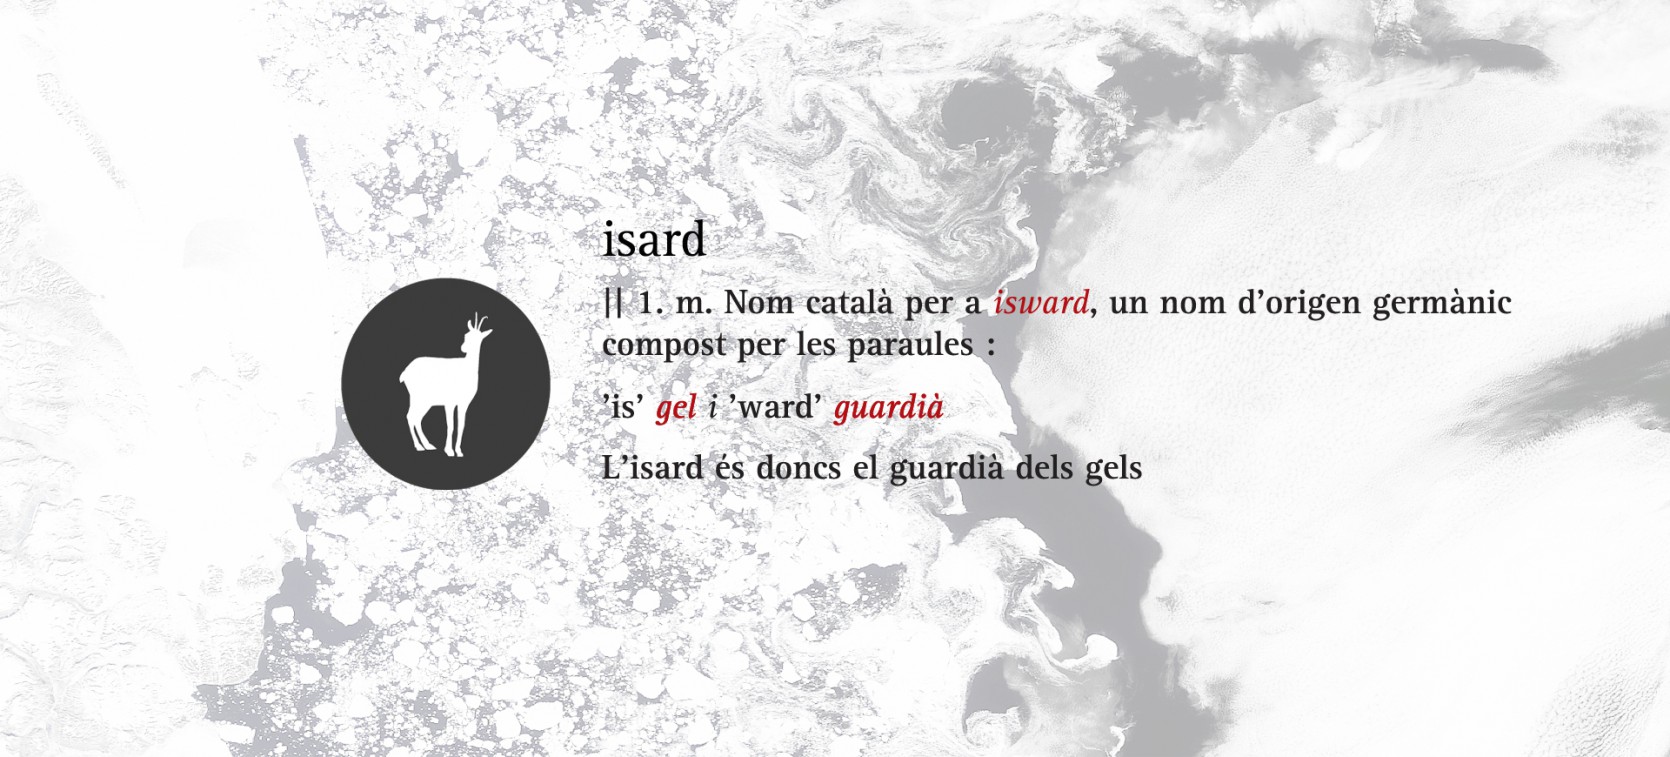 isard
|| 1. m. Nom català per a isward, un nom d’origen germànic
compost per les paraules :
’is’ gel i ’ward’ guardià
L’isard és doncs el guardià dels gels